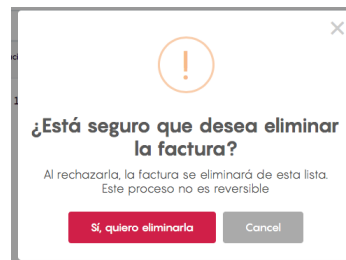 ¿Está seguro que desea eliminar
la factura?
Al rechazarla, la factura se eliminará de esta lista.
Este proceso no es reversible
Sí, quiero eliminarla
Cancel